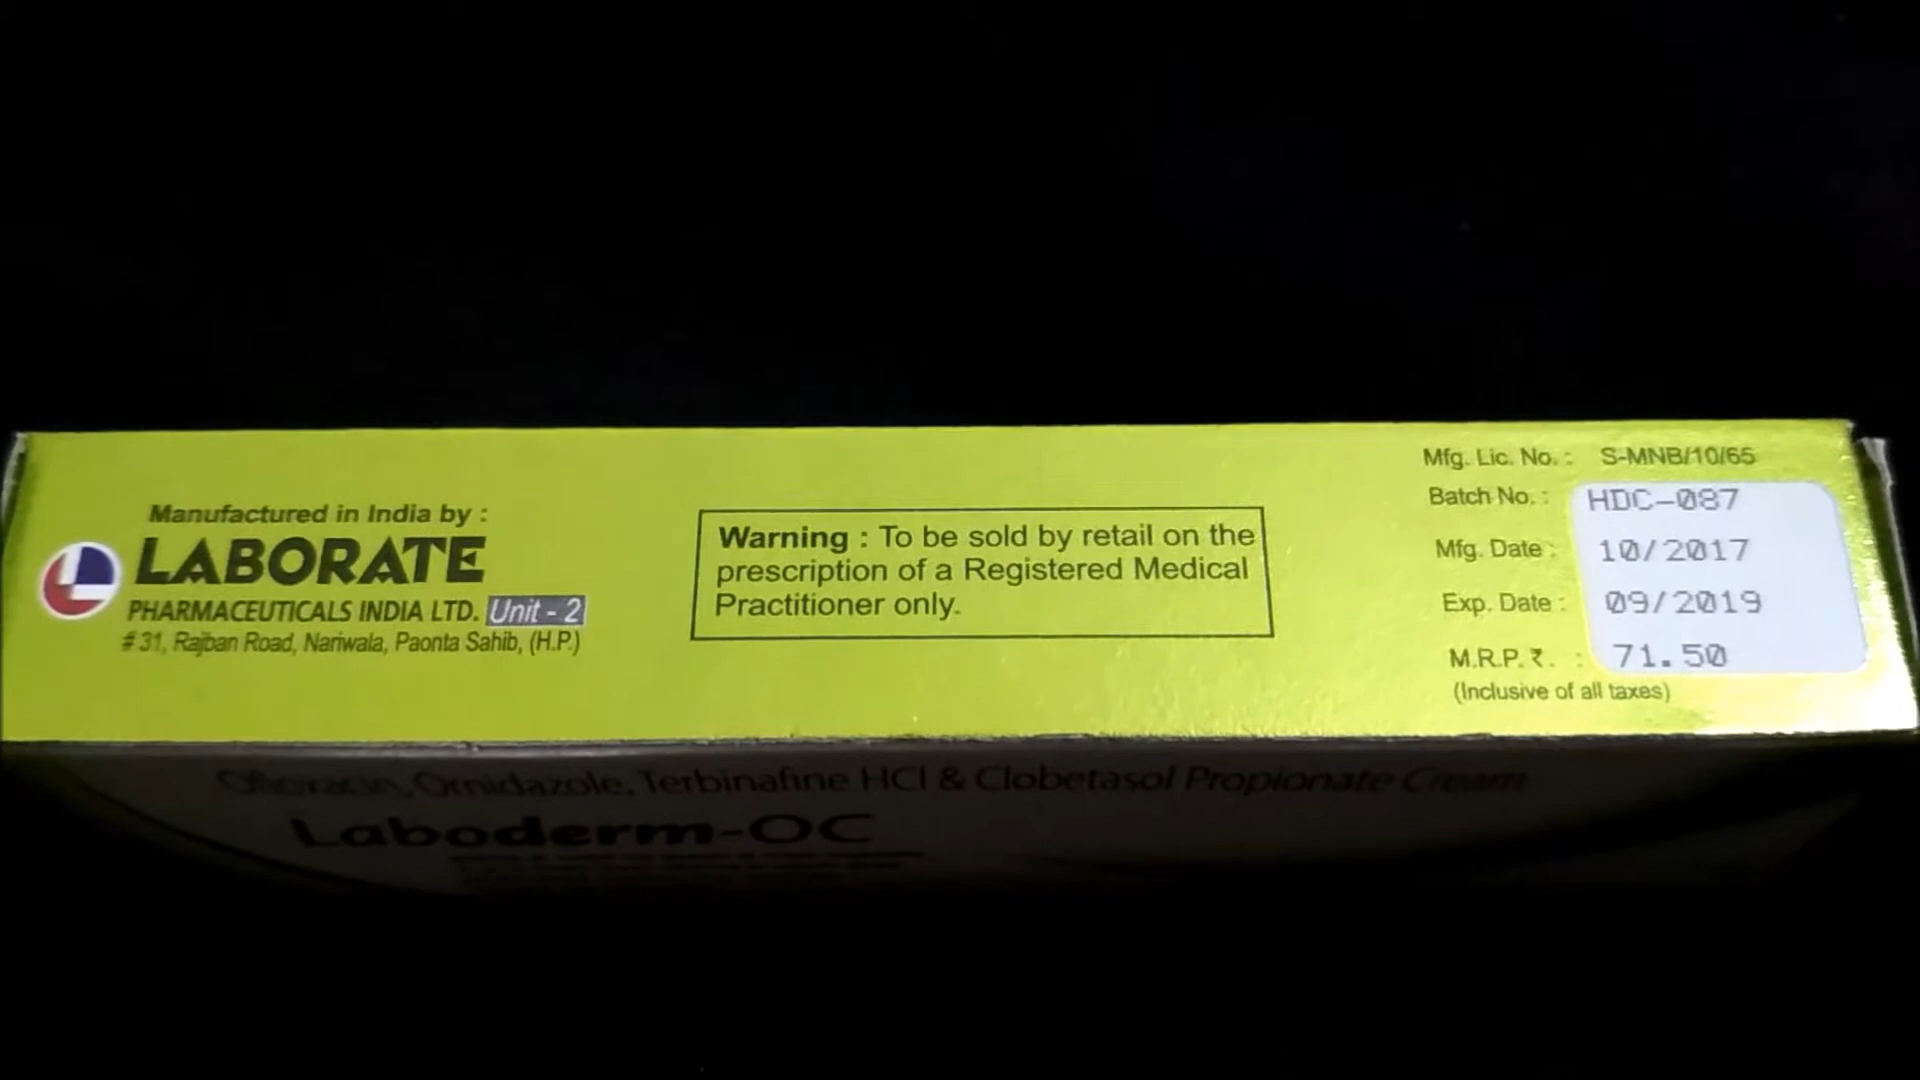 Manufactured in India by :
LABORATE
PHARMACEUTICALS INDIA LTD. Unit - 2
# 31, Rajban Road, Nariwala, Paonta Sahib, (H.P.)
Warning : To be sold by retail on the
prescription of a Registered Medical
Practitioner only.
Mfg. Lic. No. : S-MNB/10/65
Batch No. : HDC-087
Mfg. Date : 10/2017
Exp. Date : 09/2019
M.R.P. ₹. : 71.50
(Inclusive of all taxes)
Ofloxacin, Ornidazole, Terbinafine HCl & Clobetasol Propionate Cream
Laboderm-OC